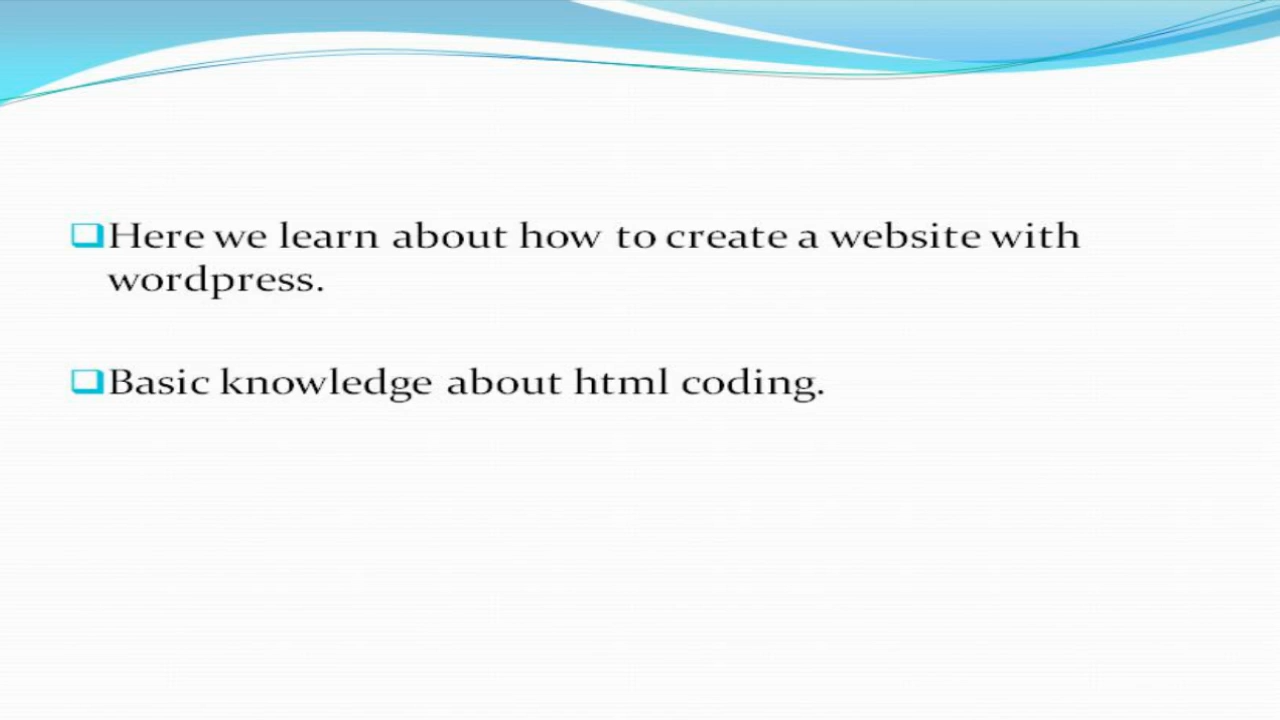 Here we learn about how to create a website with
wordpress.
Basic knowledge about html coding.